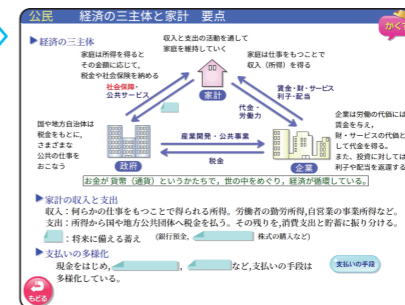 公民 経済の三主体と家計 要点
かく
▶経済の三主体
収入と支出の活動を通して
家庭を維持していく
家庭は所得を得ると
その金額に応じて,
税金や社会保険を納める
家庭は仕事をもつことで
収入（所得）を得る
社会保障・
公共サービス
家計
賃金・財・サービス
利子・配当
代金・
労働力
国や地方自治体は
税金をもとに,
さまざまな
公共の仕事を
おこなう
企業は労働の代価には
賃金を与え,
財・サービスの代価と
して代金を得る。
また、投資に対しては
利子や配当を返還する
産業開発・公共事業
税金
政府
企業
お金が 貨幣（通貨）というかたちで，世の中をめぐり，経済が循環している。
▶家計の収入と支出
収入：何らかの仕事をもつことで得られる所得。労働者の勤労所得,自営業の事業所得など。
支出：所得から国や地方公共団体へ税金を払う。その残りを,消費支出と貯蓄に振り分ける。
：将来に備える蓄え （銀行預金, 株式の購入など）
▶支払いの多様化
現金をはじめ, , など,支払いの手段は
多様化している。
支払いの手段
もどる